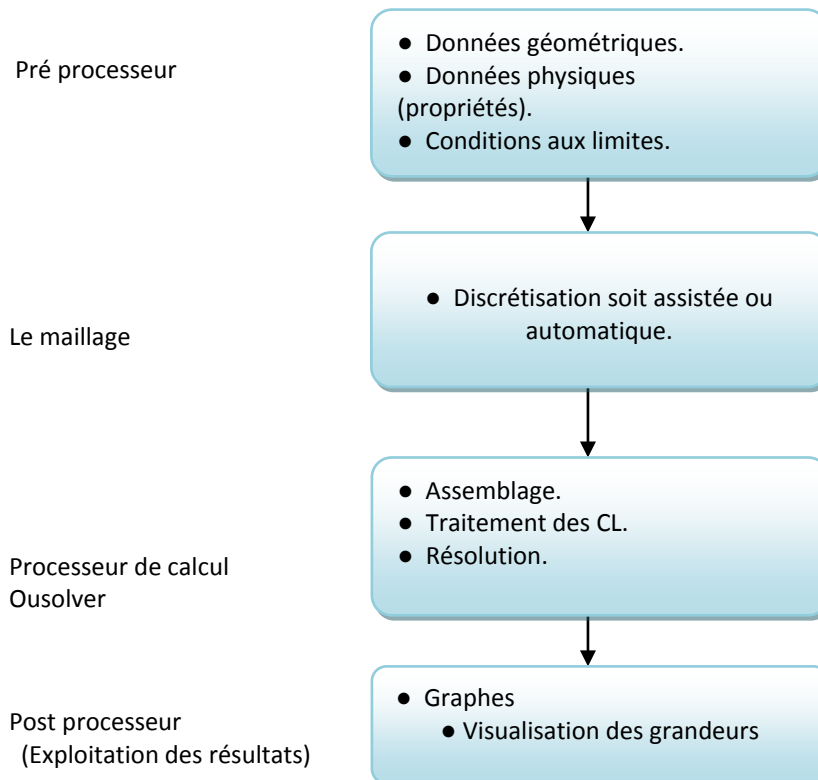 Pré processeur
● Données géométriques.
● Données physiques
(propriétés).
● Conditions aux limites.
Le maillage
● Discrétisation soit assistée ou
automatique.
Processeur de calcul
Ousolver
● Assemblage.
● Traitement des CL.
● Résolution.
Post processeur
(Exploitation des résultats)
● Graphes
● Visualisation des grandeurs